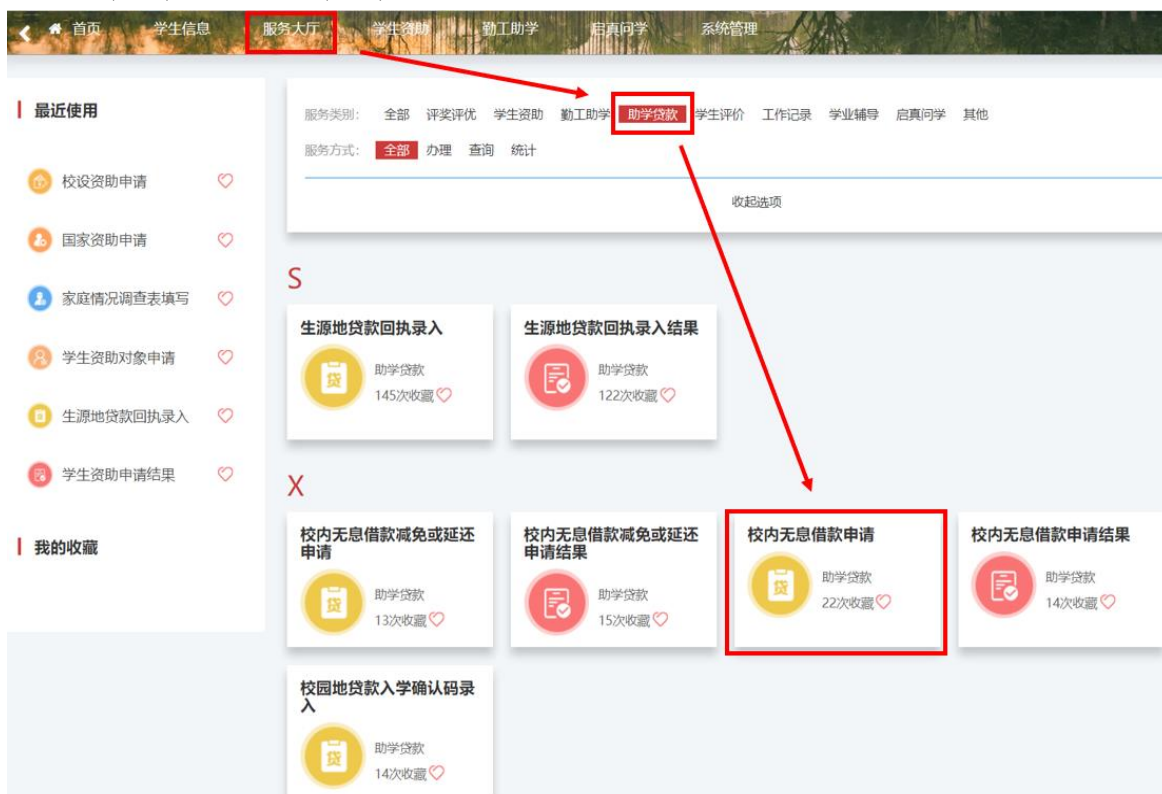 首页 学生信息 服务大厅 学生资助 勤工助学 启真问学 系统管理
最近使用
校设资助申请
国家资助申请
家庭情况调查表填写
学生资助对象申请
生源地贷款回执录入
学生资助申请结果
我的收藏
服务类别: 全部 评奖评优 学生资助 勤工助学 助学贷款 学生评价 工作记录 学业辅导 启真问学 其他
服务方式: 全部 办理 查询 统计
收起选项
S
生源地贷款回执录入
贷
助学贷款
145次收藏
生源地贷款回执录入结果
助学贷款
122次收藏
X
校内无息借款减免或延还
申请
贷
助学贷款
13次收藏
校内无息借款减免或延还
申请结果
助学贷款
15次收藏
校内无息借款申请
贷
助学贷款
22次收藏
校内无息借款申请结果
助学贷款
14次收藏
校园地贷款入学确认码录
入
贷
助学贷款
14次收藏